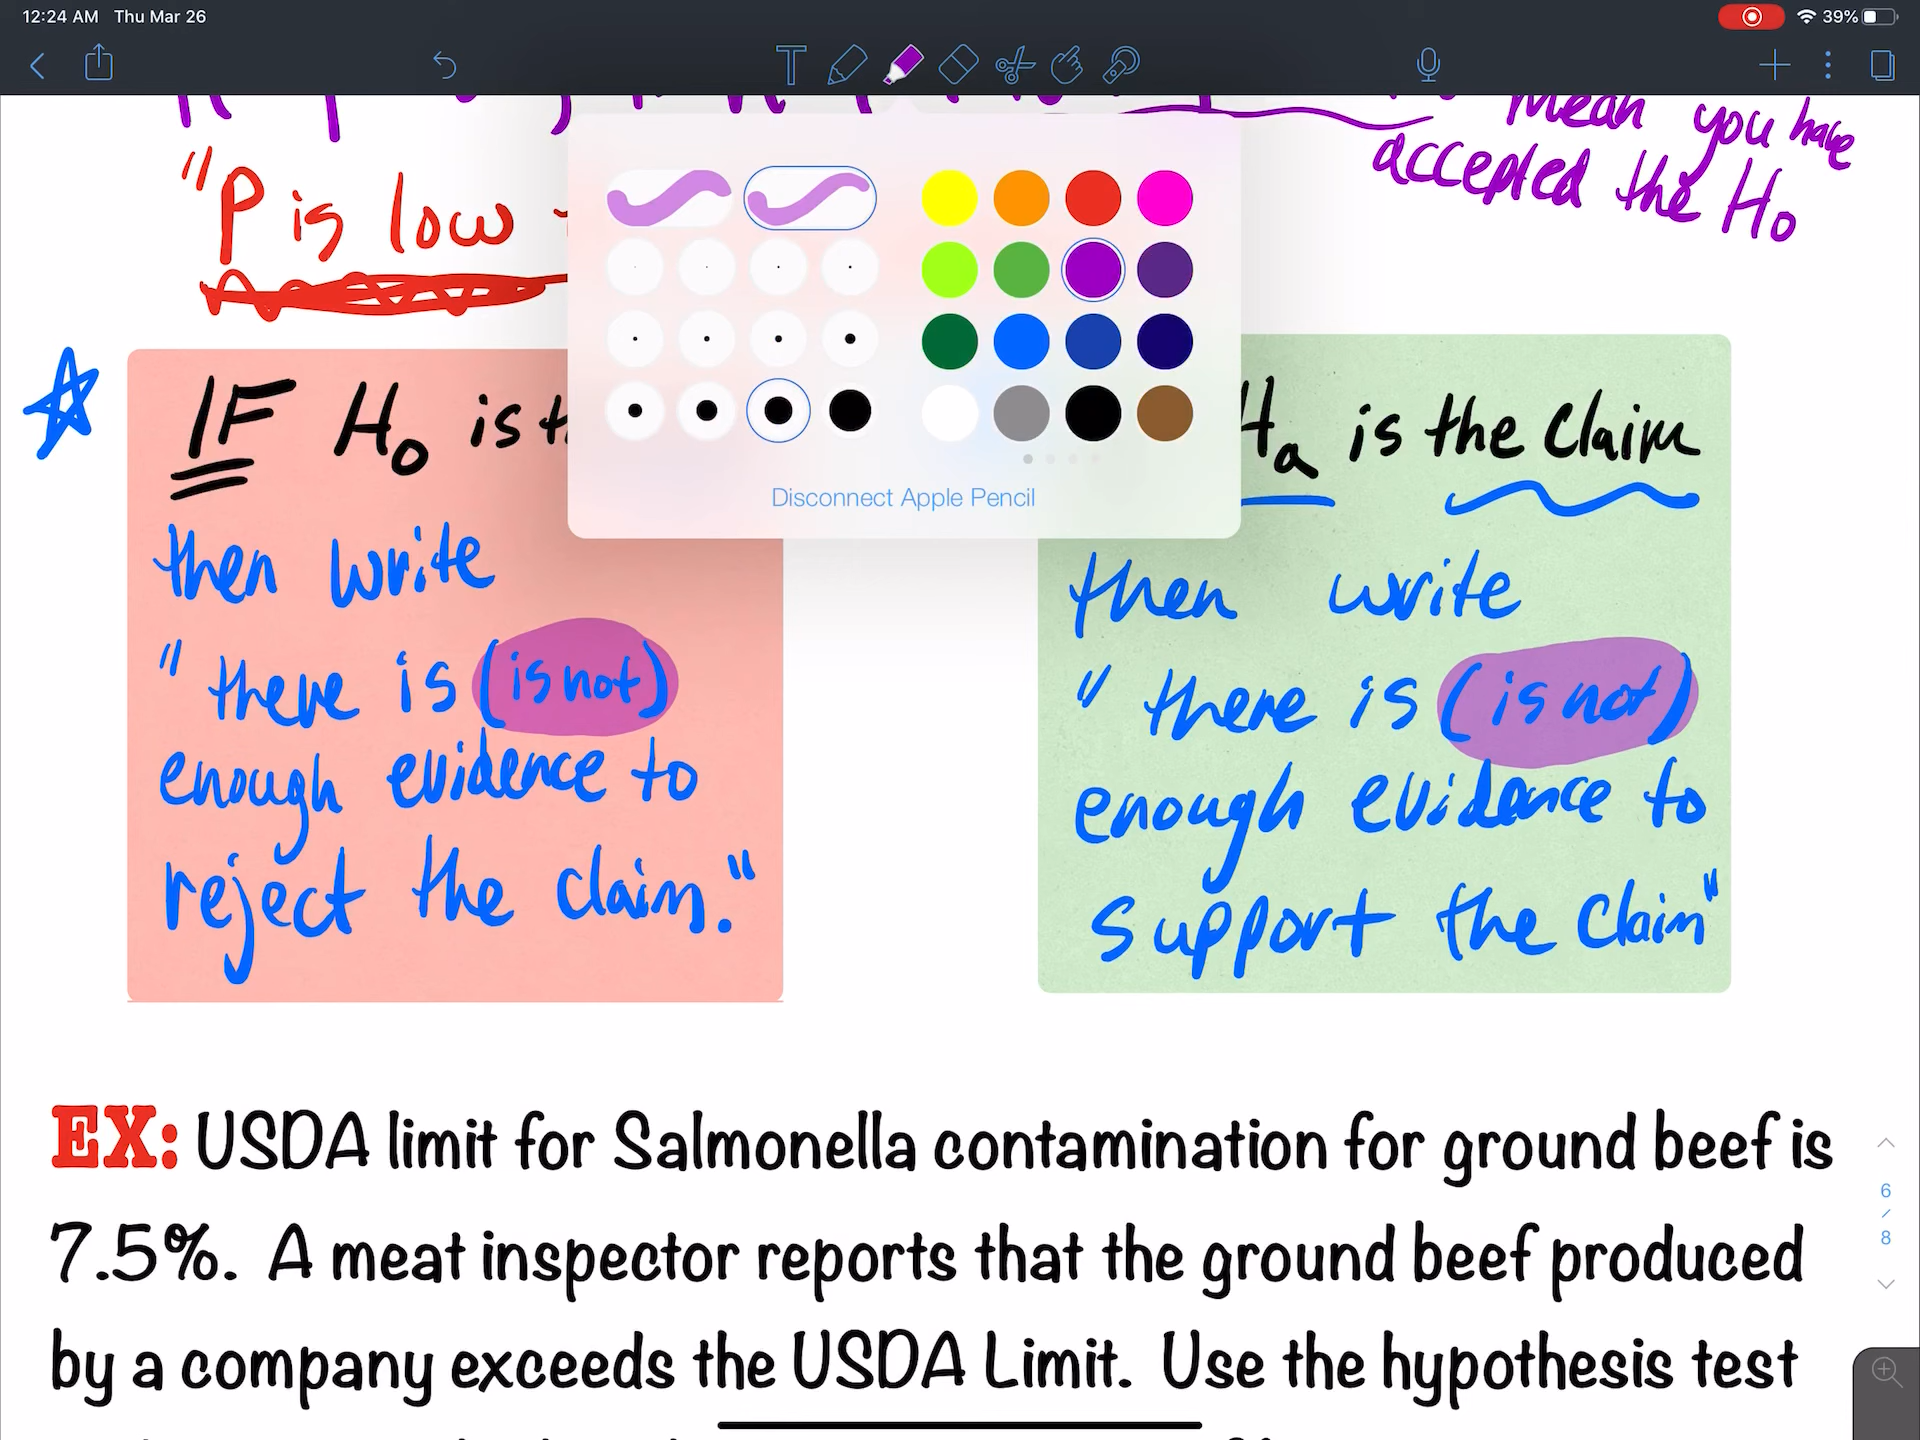 12:24 AM Thu Mar 26
39%
T
mean you have
accepted the Ho
"P is low
IF Ho is th
Ha is the Claim
Disconnect Apple Pencil
then write
"there is (is not)
enough evidence to
reject the claim."
then write
"there is (is not)
enough evidence to
support the Claim"
EX: USDA limit for Salmonella contamination for ground beef is
7.5%. A meat inspector reports that the ground beef produced
by a company exceeds the USDA Limit. Use the hypothesis test
6
/
8